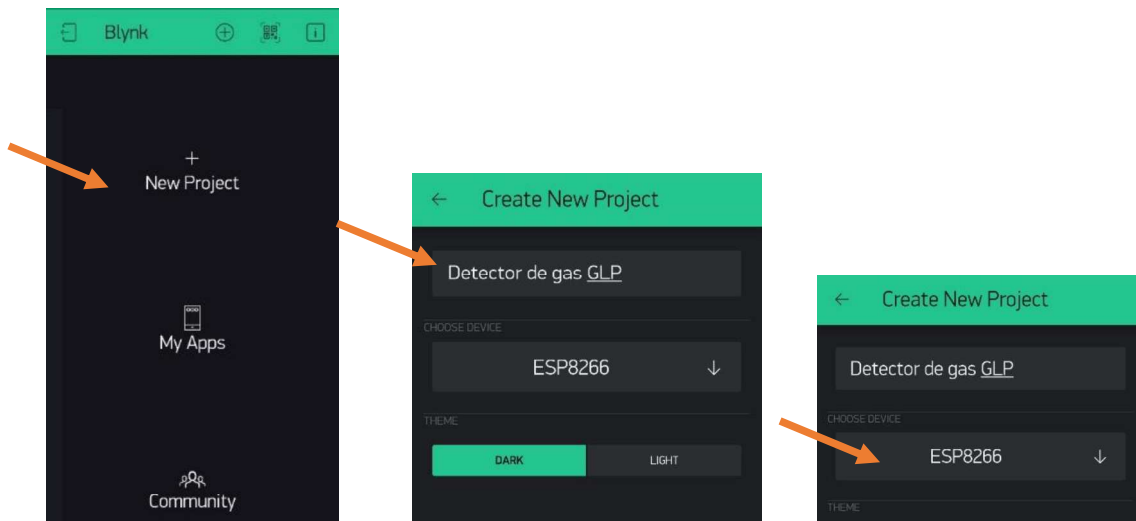 Blynk
+
New Project
My Apps
Community
← Create New Project
Detector de gas GLP
CHOOSE DEVICE
ESP8266 ↓
THEME
DARK LIGHT
← Create New Project
Detector de gas GLP
CHOOSE DEVICE
ESP8266 ↓
THEME